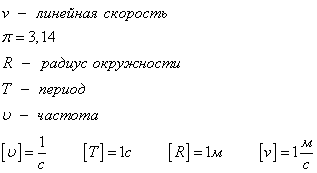 v – линейная скорость
π = 3,14
R – радиус окружности
T – период
υ – частота
[υ] = 1/с [T] = 1с [R] = 1м [v] = 1 м/с